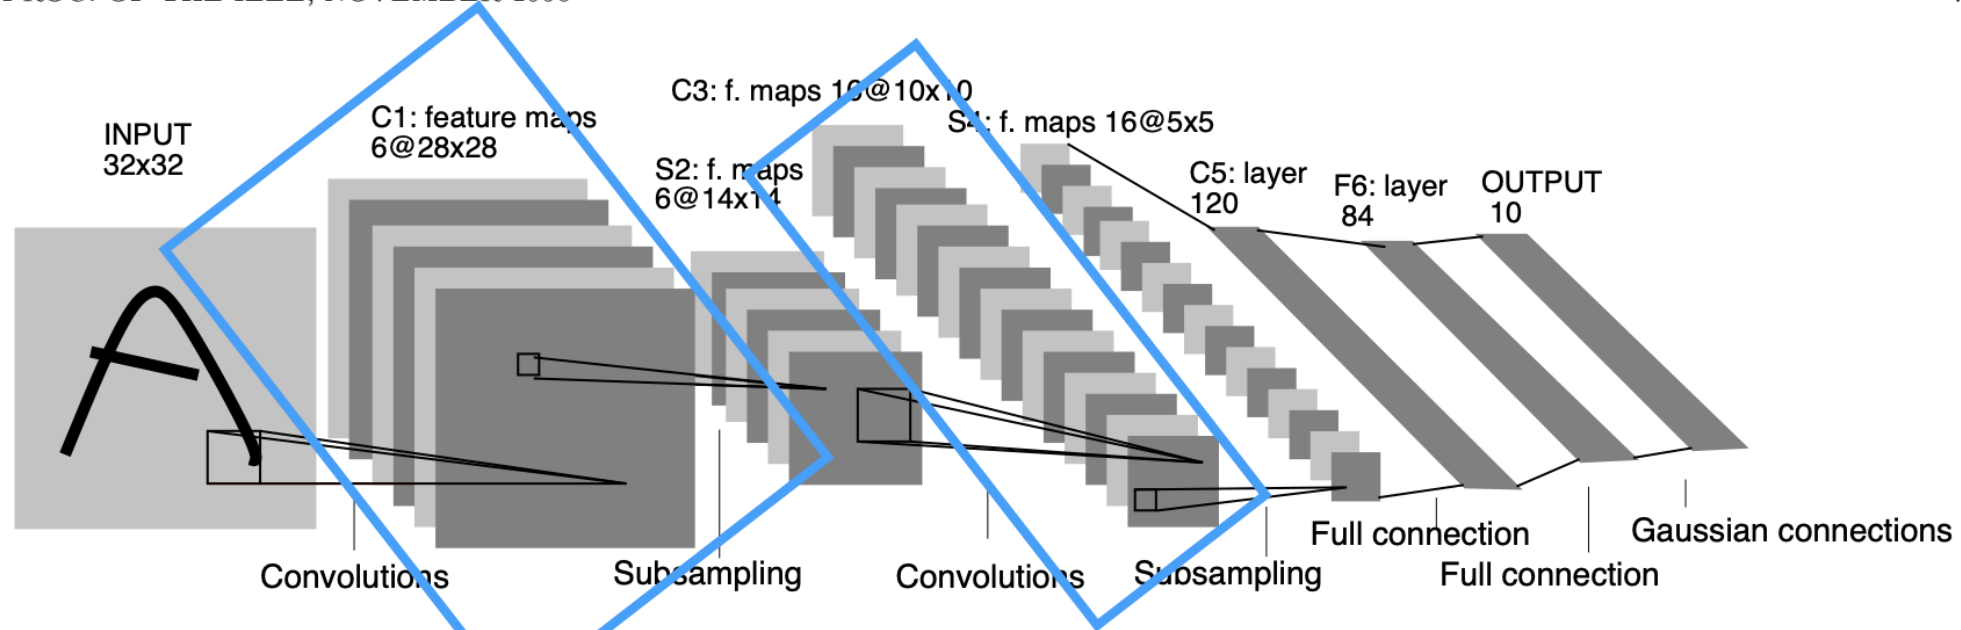 INPUT
32x32
C1: feature maps
6@28x28
S2: f. maps
6@14x14
C3: f. maps 16@10x10
S4: f. maps 16@5x5
C5: layer
120
F6: layer
84
OUTPUT
10
Convolutions
Subsampling
Convolutions
Subsampling
Full connection
Full connection
Gaussian connections